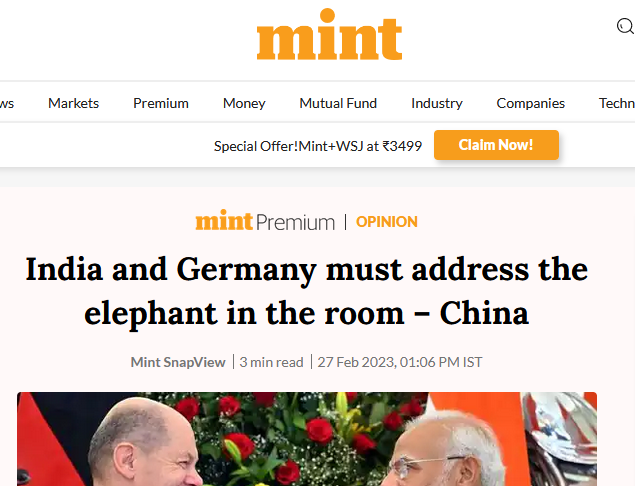 mint
ws Markets Premium Money Mutual Fund Industry Companies Techn
Special Offer!Mint+WSJ at ₹3499 Claim Now!
mint Premium | OPINION
India and Germany must address the
elephant in the room – China
Mint SnapView | 3 min read | 27 Feb 2023, 01:06 PM IST